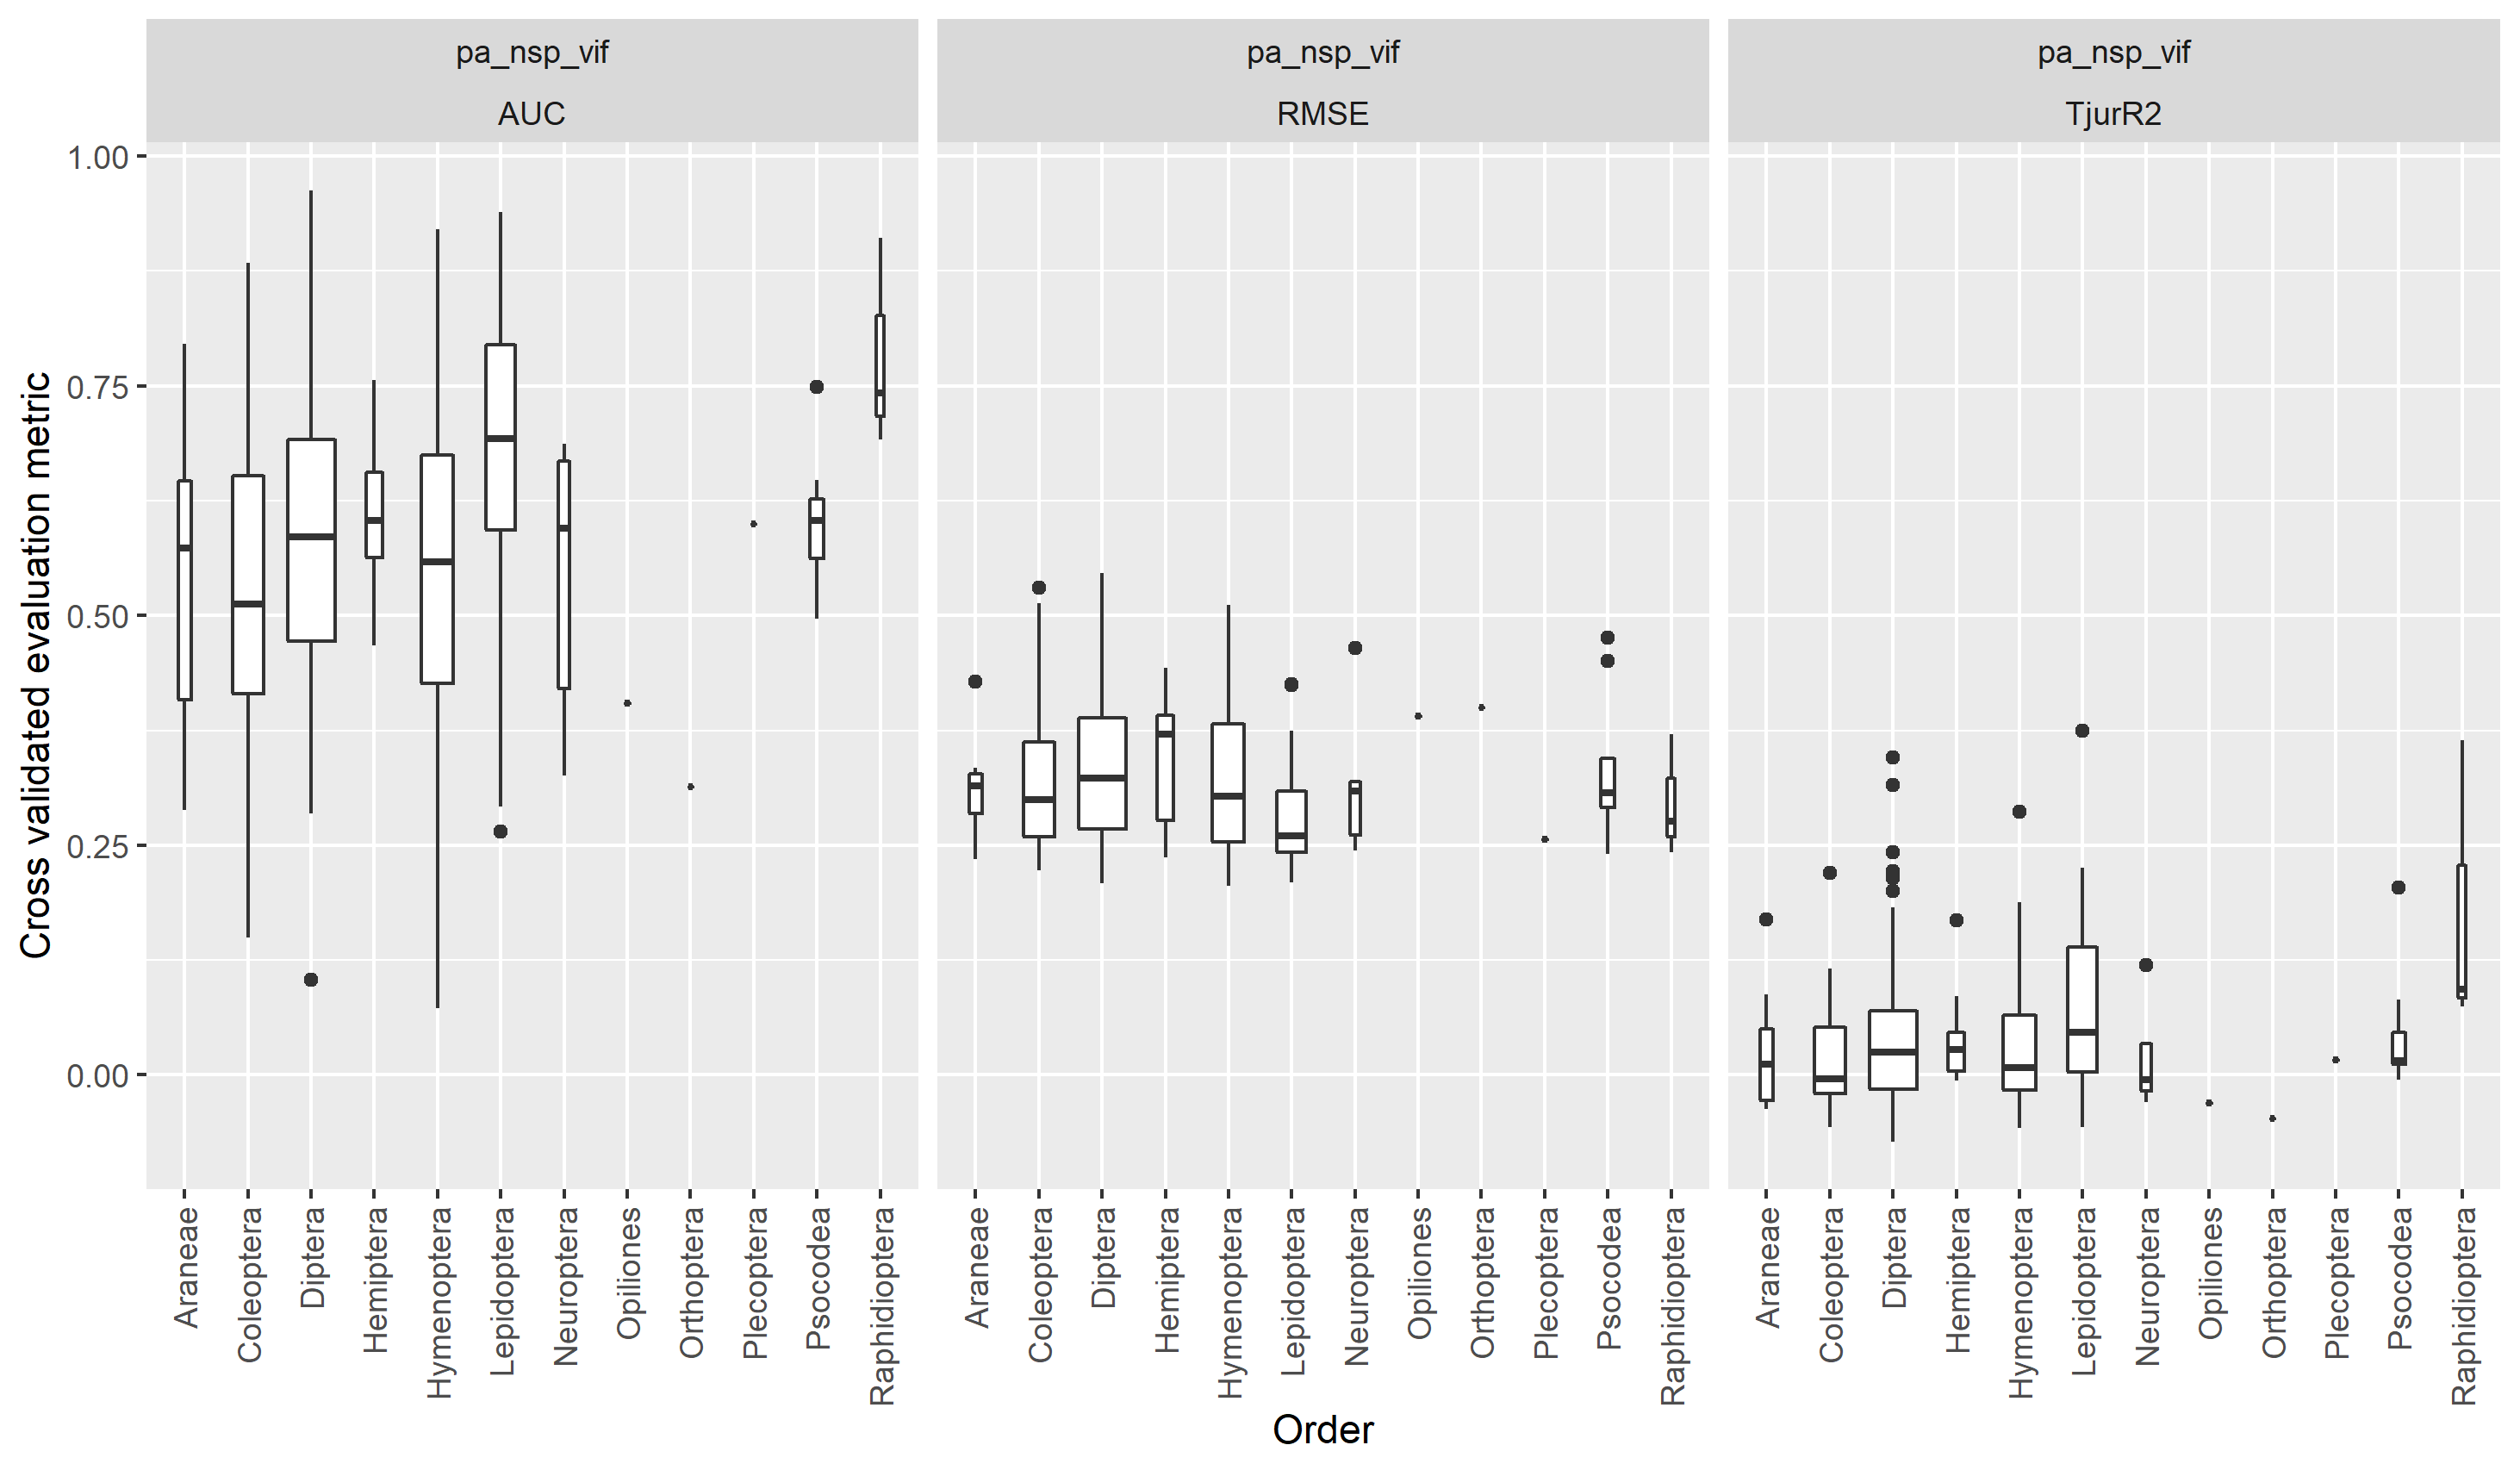 pa_nsp_vif
pa_nsp_vif
pa_nsp_vif
AUC
RMSE
TjurR2
Cross validated evaluation metric
1.00
0.75
0.50
0.25
0.00
Araneae
Coleoptera
Diptera
Hemiptera
Hymenoptera
Lepidoptera
Neuroptera
Opiliones
Orthoptera
Plecoptera
Psocodea
Raphidioptera
Araneae
Coleoptera
Diptera
Hemiptera
Hymenoptera
Lepidoptera
Neuroptera
Opiliones
Orthoptera
Plecoptera
Psocodea
Raphidioptera
Araneae
Coleoptera
Diptera
Hemiptera
Hymenoptera
Lepidoptera
Neuroptera
Opiliones
Orthoptera
Plecoptera
Psocodea
Raphidioptera
Order